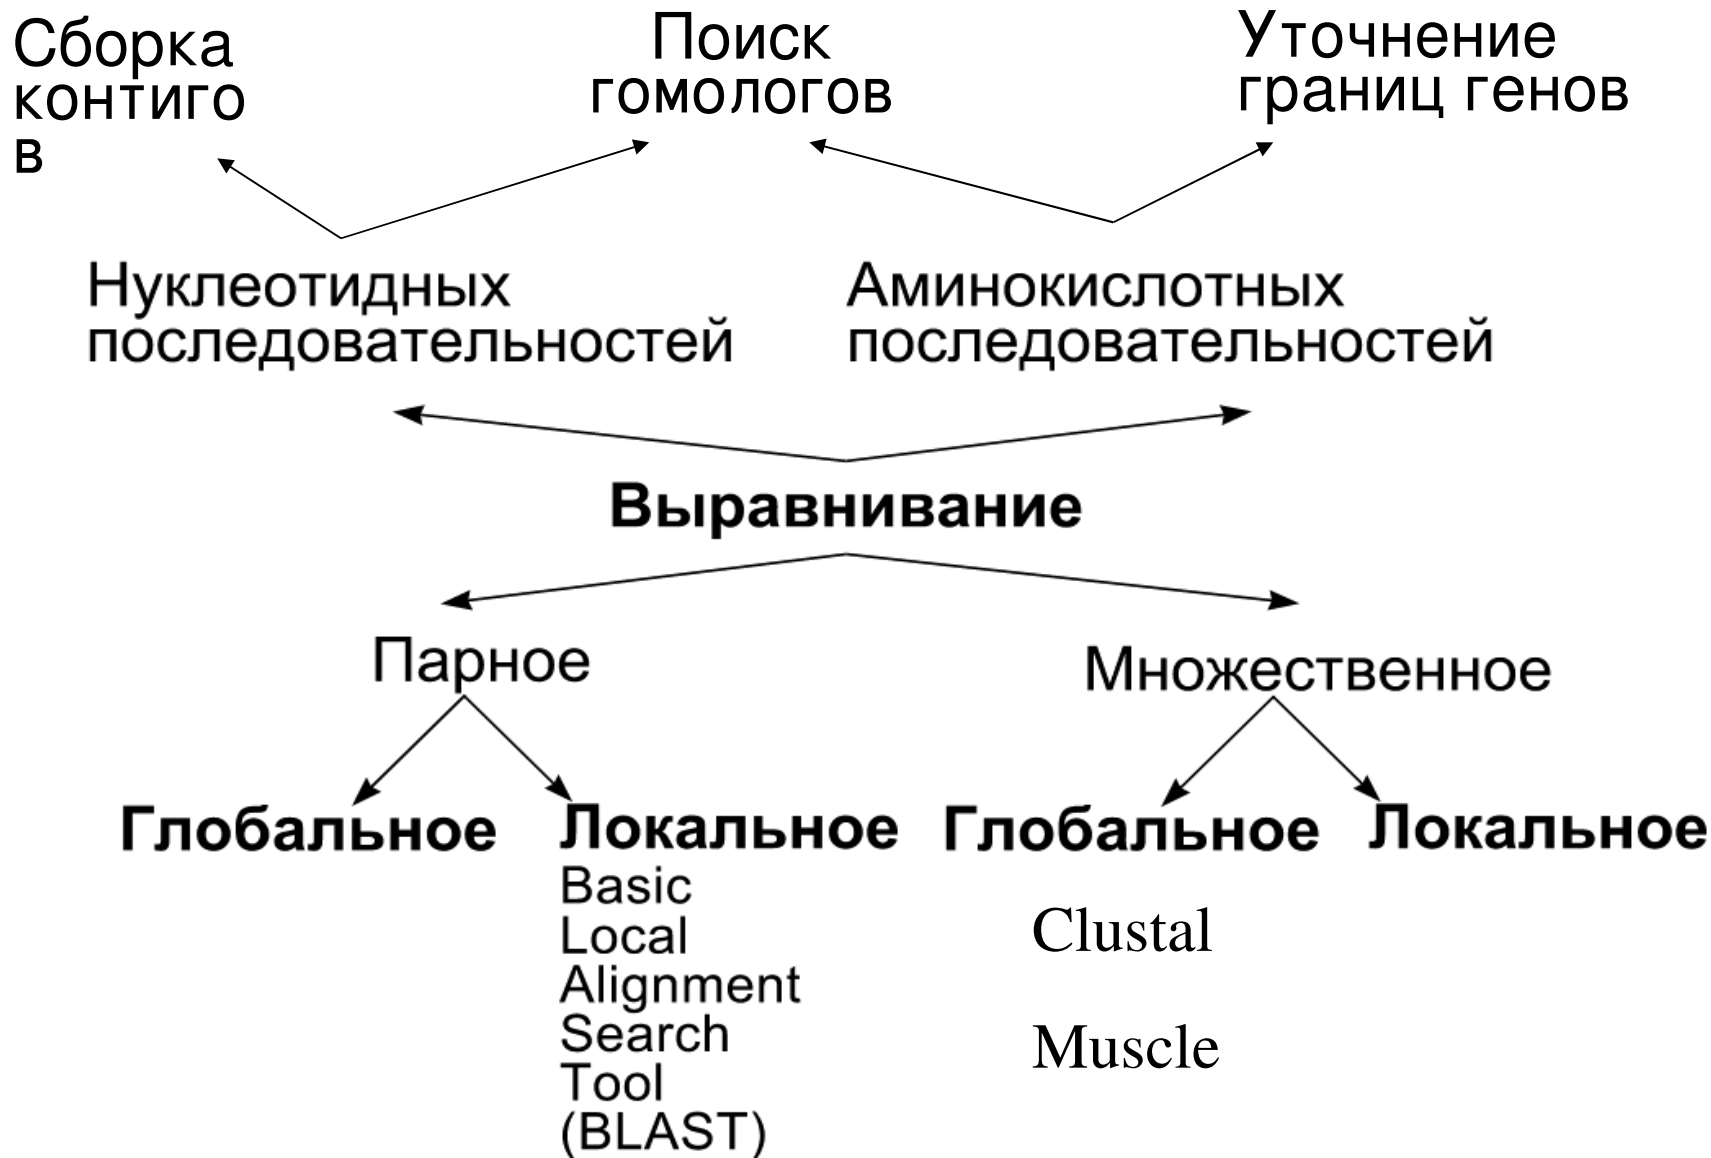 Сборка
контиго
в
Поиск
гомологов
Уточнение
границ генов
Нуклеотидных
последовательностей
Аминокислотных
последовательностей
Выравнивание
Парное
Множественное
Глобальное
Локальное
Basic
Local
Alignment
Search
Tool
(BLAST)
Глобальное
Clustal
Muscle
Локальное